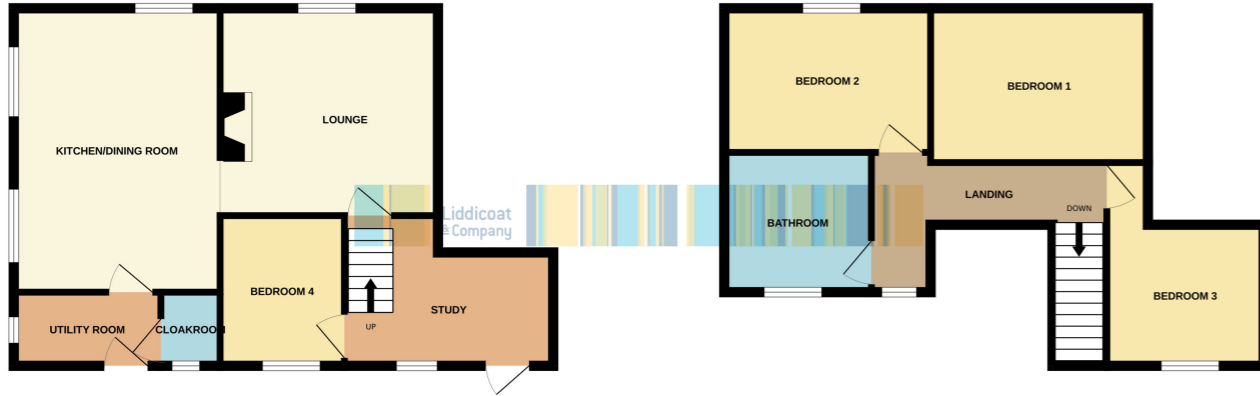 KITCHEN/DINING ROOM
LOUNGE
UTILITY ROOM
CLOAKROOM
BEDROOM 4
UP
STUDY
Liddicoat
& Company
BEDROOM 2
BEDROOM 1
BATHROOM
LANDING
DOWN
BEDROOM 3